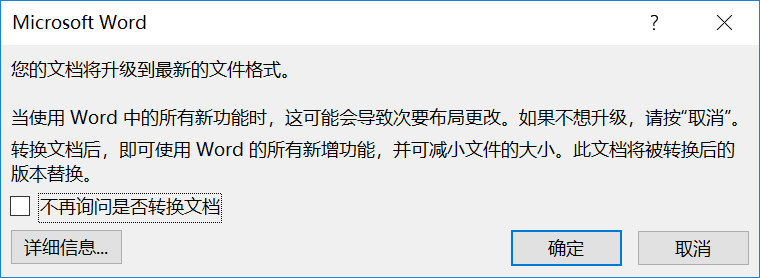 Microsoft Word
您的文档将升级到最新的文件格式。
当使用 Word 中的所有新功能时，这可能会导致次要布局更改。如果不想升级，请按“取消”。
转换文档后，即可使用 Word 的所有新增功能，并可减小文件的大小。此文档将被转换后的
版本替换。
不再询问是否转换文档
详细信息... 确定 取消